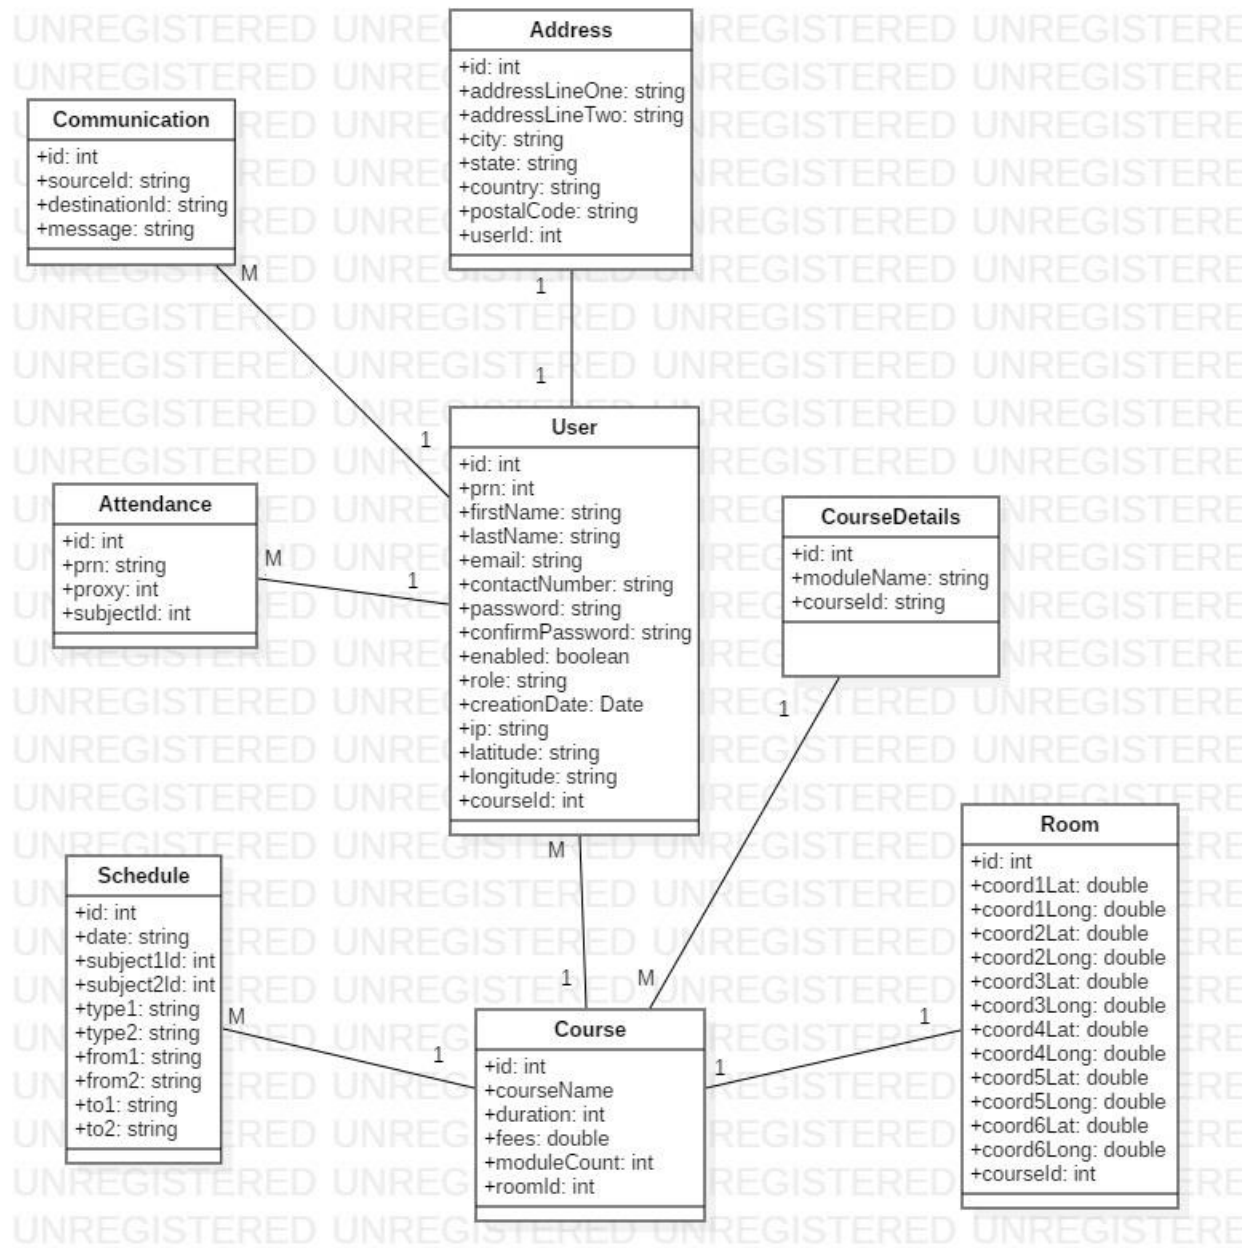 Address
+id: int
+addressLineOne: string
+addressLineTwo: string
+city: string
+state: string
+country: string
+postalCode: string
+userId: int
Communication
+id: int
+sourceId: string
+destinationId: string
+message: string
M
1
1
1
User
+id: int
+prn: int
+firstName: string
+lastName: string
+email: string
+contactNumber: string
+password: string
+confirmPassword: string
+enabled: boolean
+role: string
+creationDate: Date
+ip: string
+latitude: string
+longitude: string
+courseId: int
Attendance
+id: int
+prn: string
+proxy: int
+subjectId: int
M
1
CourseDetails
+id: int
+moduleName: string
+courseId: string
1
M
M
1
Schedule
+id: int
+date: string
+subject1Id: int
+subject2Id: int
+type1: string
+type2: string
+from1: string
+from2: string
+to1: string
+to2: string
M
1
Course
+id: int
+courseName
+duration: int
+fees: double
+moduleCount: int
+roomId: int
1
1
Room
+id: int
+coord1Lat: double
+coord1Long: double
+coord2Lat: double
+coord2Long: double
+coord3Lat: double
+coord3Long: double
+coord4Lat: double
+coord4Long: double
+coord5Lat: double
+coord5Long: double
+coord6Lat: double
+coord6Long: double
+courseId: int
UNREGISTERED UNREGISTERED UNREGISTERED